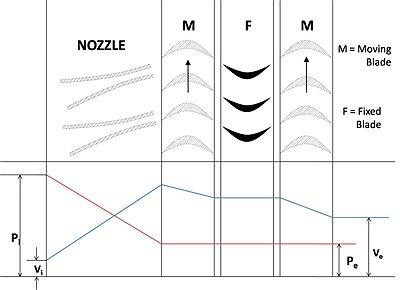 M F M
NOZZLE
M = Moving
Blade
F = Fixed
Blade
Pi
Vi
Pe
Ve